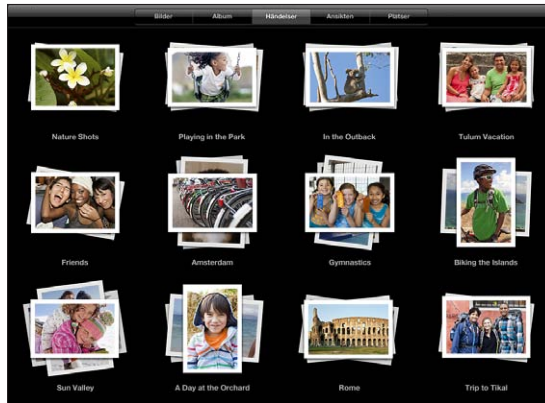 Bilder Album Händelser Ansikten Platser
Nature Shots Playing in the Park In the Outback Tulum Vacation
Friends Amsterdam Gymnastics Biking the Islands
Sun Valley A Day at the Orchard Rome Trip to Tikal